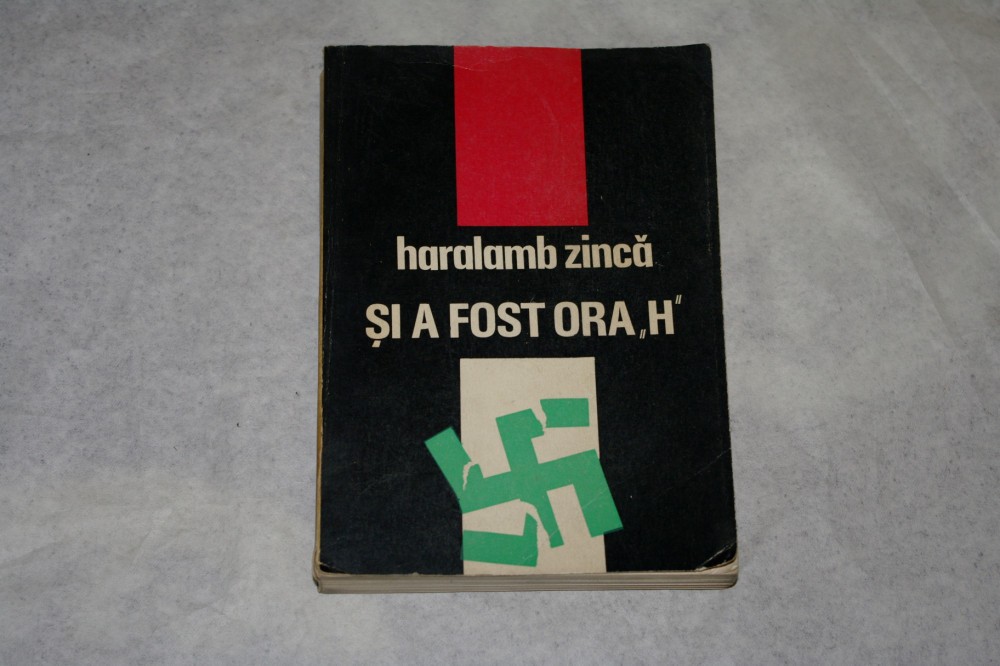 haralamb zincă
ȘI A FOST ORA „H”